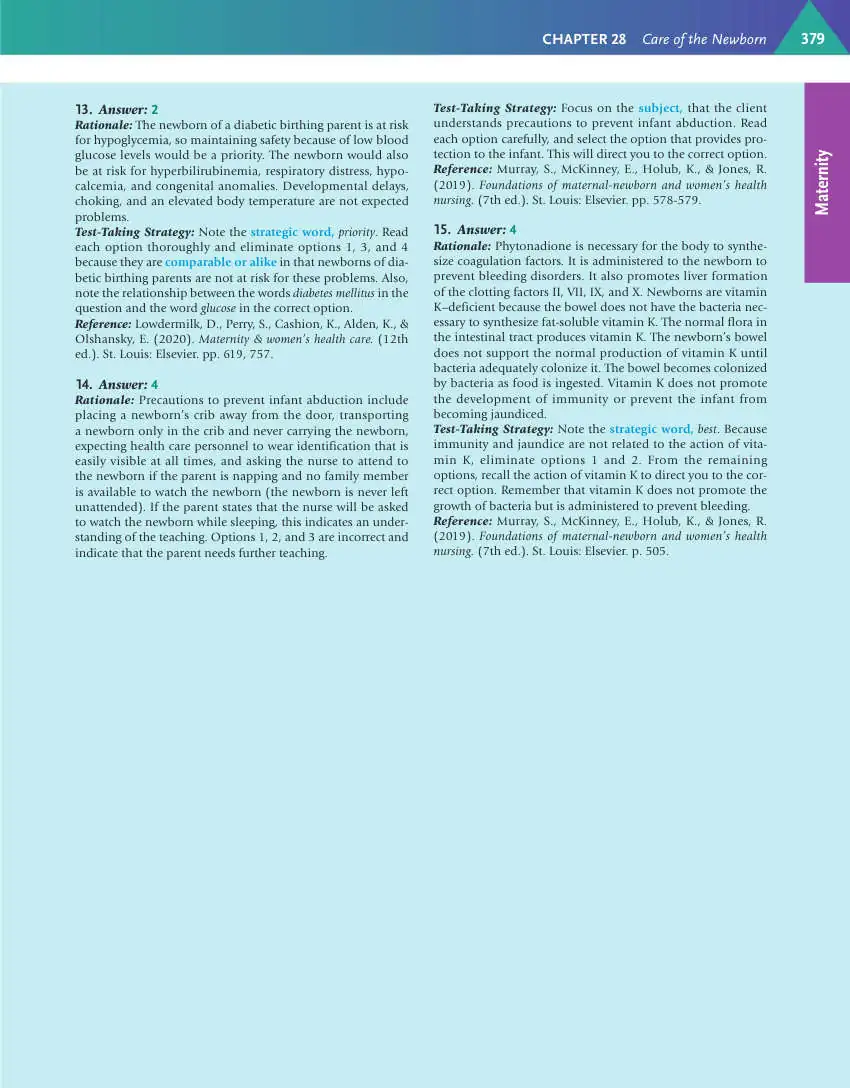 CHAPTER 28 Care of the Newborn 379
13. Answer: 2
Rationale: The newborn of a diabetic birthing parent is at risk
for hypoglycemia, so maintaining safety because of low blood
glucose levels would be a priority. The newborn would also
be at risk for hyperbilirubinemia, respiratory distress, hypo-
calcemia, and congenital anomalies. Developmental delays,
choking, and an elevated body temperature are not expected
problems.
Test-Taking Strategy: Note the strategic word, priority. Read
each option thoroughly and eliminate options 1, 3, and 4
because they are comparable or alike in that newborns of dia-
betic birthing parents are not at risk for these problems. Also,
note the relationship between the words diabetes mellitus in the
question and the word glucose in the correct option.
Reference: Lowdermilk, D., Perry, S., Cashion, K., Alden, K., &
Olshansky, E. (2020). Maternity & women's health care. (12th
ed.). St. Louis: Elsevier. pp. 619, 757.
14. Answer: 4
Rationale: Precautions to prevent infant abduction include
placing a newborn's crib away from the door, transporting
a newborn only in the crib and never carrying the newborn,
expecting health care personnel to wear identification that is
easily visible at all times, and asking the nurse to attend to
the newborn if the parent is napping and no family member
is available to watch the newborn (the newborn is never left
unattended). If the parent states that the nurse will be asked
to watch the newborn while sleeping, this indicates an under-
standing of the teaching. Options 1, 2, and 3 are incorrect and
indicate that the parent needs further teaching.
Test-Taking Strategy: Focus on the subject, that the client
understands precautions to prevent infant abduction. Read
each option carefully, and select the option that provides pro-
tection to the infant. This will direct you to the correct option.
Reference: Murray, S., McKinney, E., Holub, K., & Jones, R.
(2019). Foundations of maternal-newborn and women's health
nursing. (7th ed.). St. Louis: Elsevier. pp. 578-579.
15. Answer: 4
Rationale: Phytonadione is necessary for the body to synthe-
size coagulation factors. It is administered to the newborn to
prevent bleeding disorders. It also promotes liver formation
of the clotting factors II, VII, IX, and X. Newborns are vitamin
K–deficient because the bowel does not have the bacteria nec-
essary to synthesize fat-soluble vitamin K. The normal flora in
the intestinal tract produces vitamin K. The newborn's bowel
does not support the normal production of vitamin K until
bacteria adequately colonize it. The bowel becomes colonized
by bacteria as food is ingested. Vitamin K does not promote
the development of immunity or prevent the infant from
becoming jaundiced.
Test-Taking Strategy: Note the strategic word, best. Because
immunity and jaundice are not related to the action of vita-
min K, eliminate options 1 and 2. From the remaining
options, recall the action of vitamin K to direct you to the cor-
rect option. Remember that vitamin K does not promote the
growth of bacteria but is administered to prevent bleeding.
Reference: Murray, S., McKinney, E., Holub, K., & Jones, R.
(2019). Foundations of maternal-newborn and women's health
nursing. (7th ed.). St. Louis: Elsevier. p. 505.
Maternity